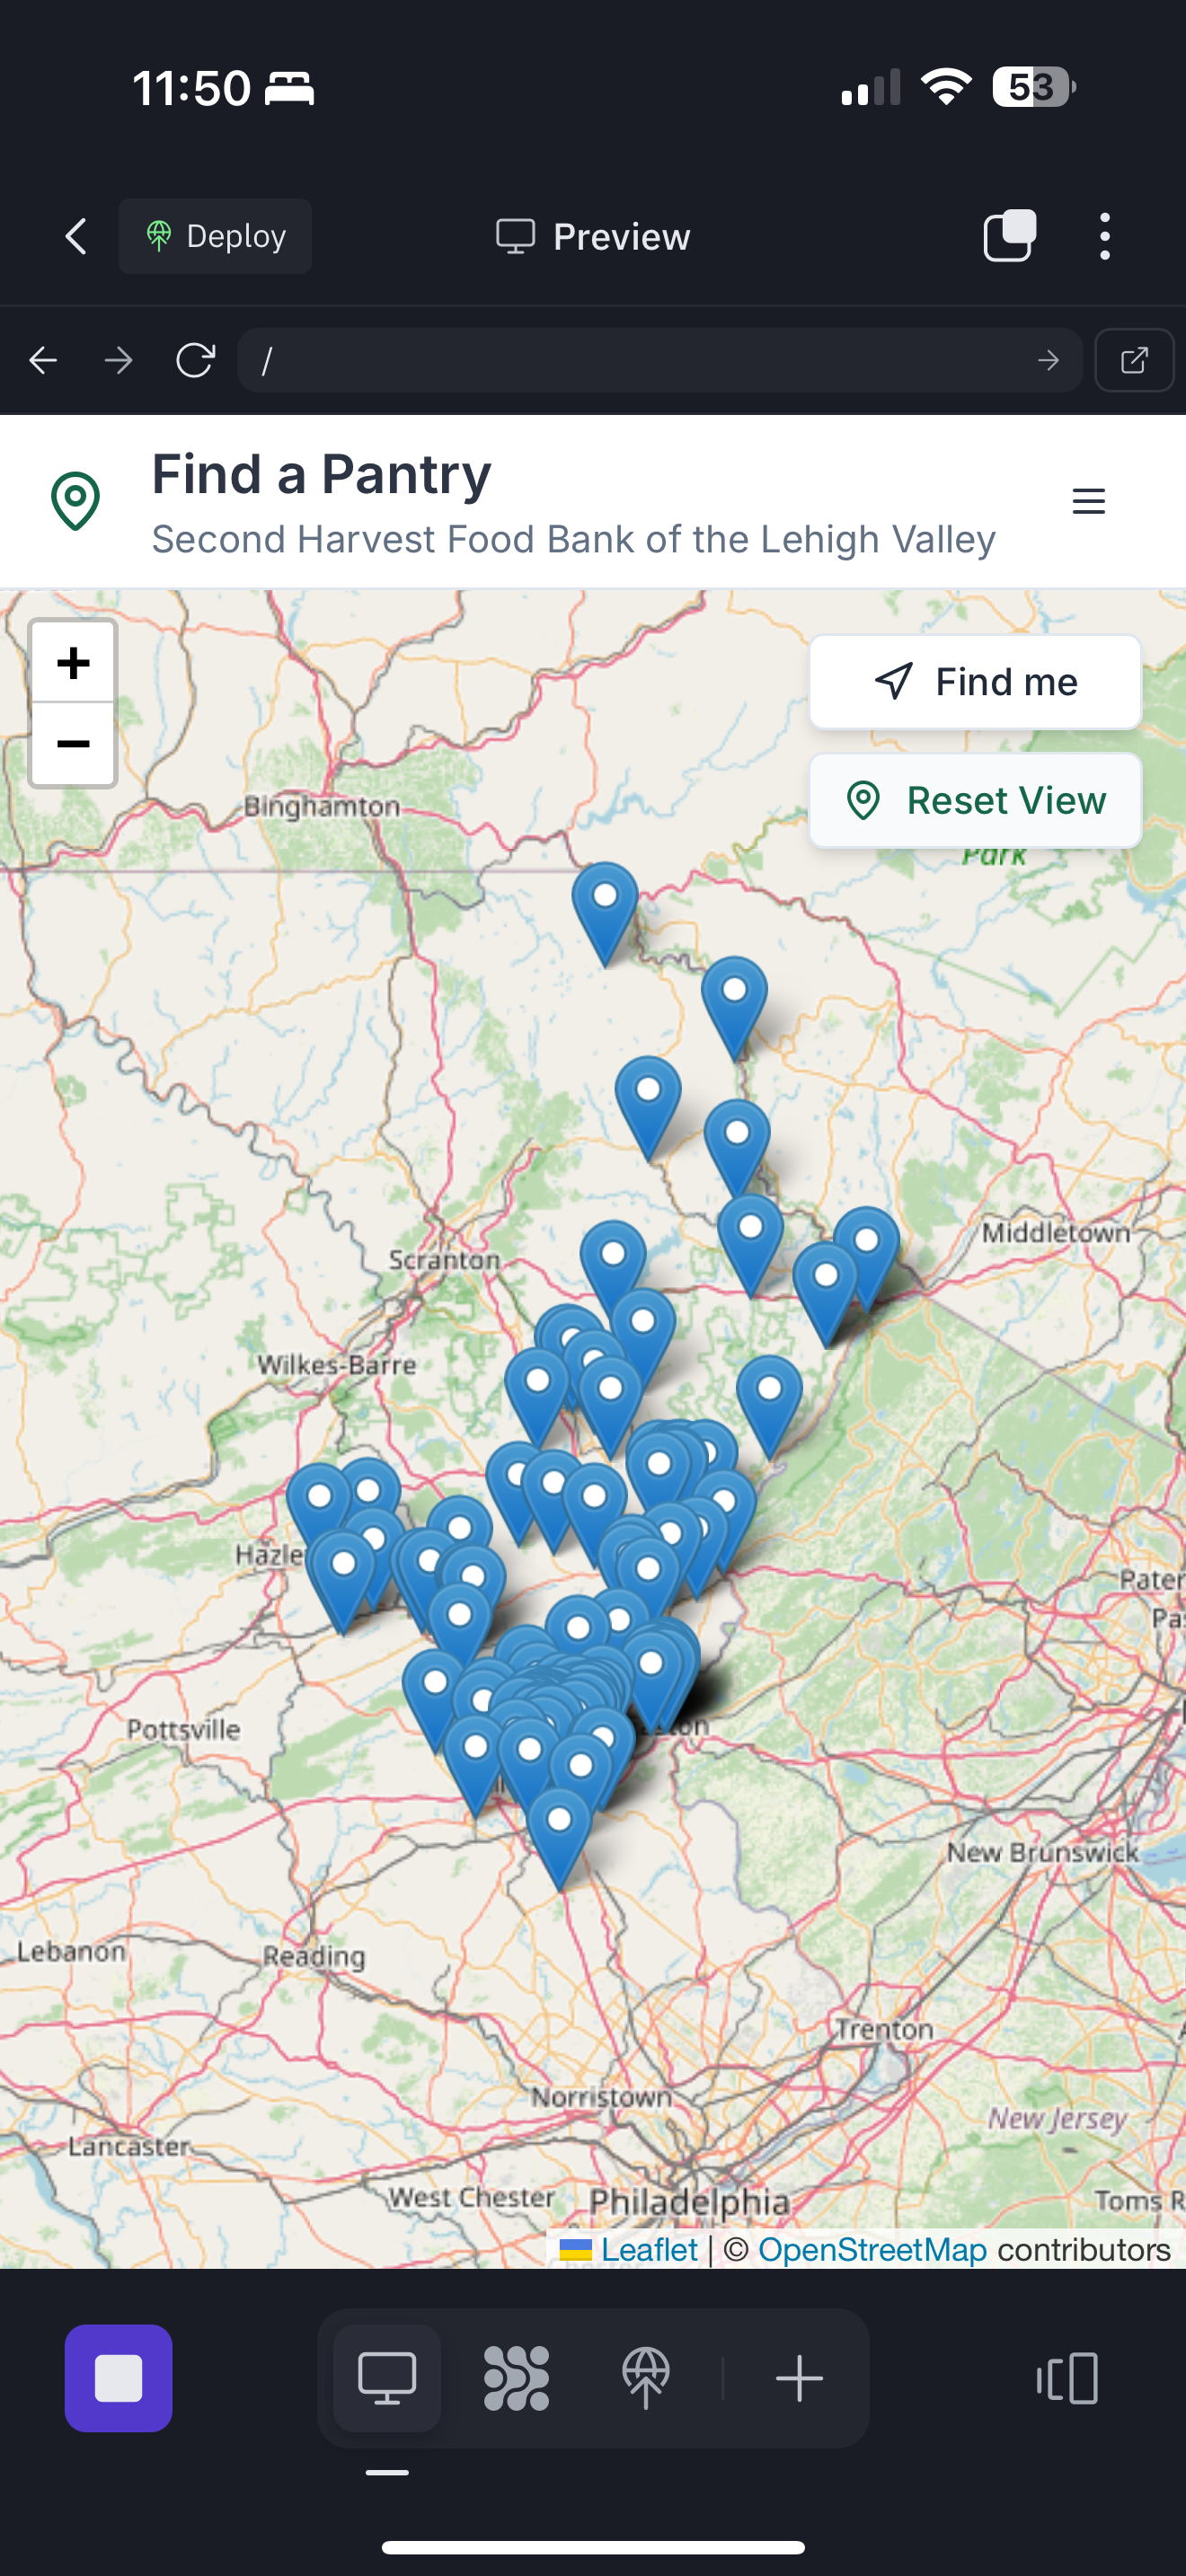 11:50
53
Deploy
Preview
/
Find a Pantry
Second Harvest Food Bank of the Lehigh Valley
+
−
Find me
Reset View
Binghamton
Park
Middletown
Scranton
Wilkes-Barre
Hazle
Pater
Pas
Pottsville
ton
New Brunswick
Lebanon
Reading
Trenton
Norristown
New Jersey
Lancaster
West Chester
Philadelphia
Toms R
Leaflet | © OpenStreetMap contributors